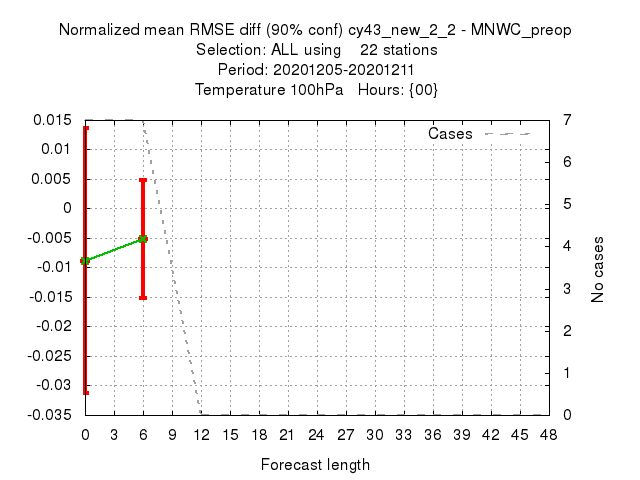 Normalized mean RMSE diff (90% conf) cy43_new_2_2 - MNWC_preop
Selection: ALL using    22 stations
Period: 20201205-20201211
Temperature 100hPa   Hours: {00}
Cases
0.015
0.01
0.005
0
-0.005
-0.01
-0.015
-0.02
-0.025
-0.03
-0.035
7
6
5
4
3
2
1
0
No cases
0 3 6 9 12 15 18 21 24 27 30 33 36 39 42 45 48
Forecast length